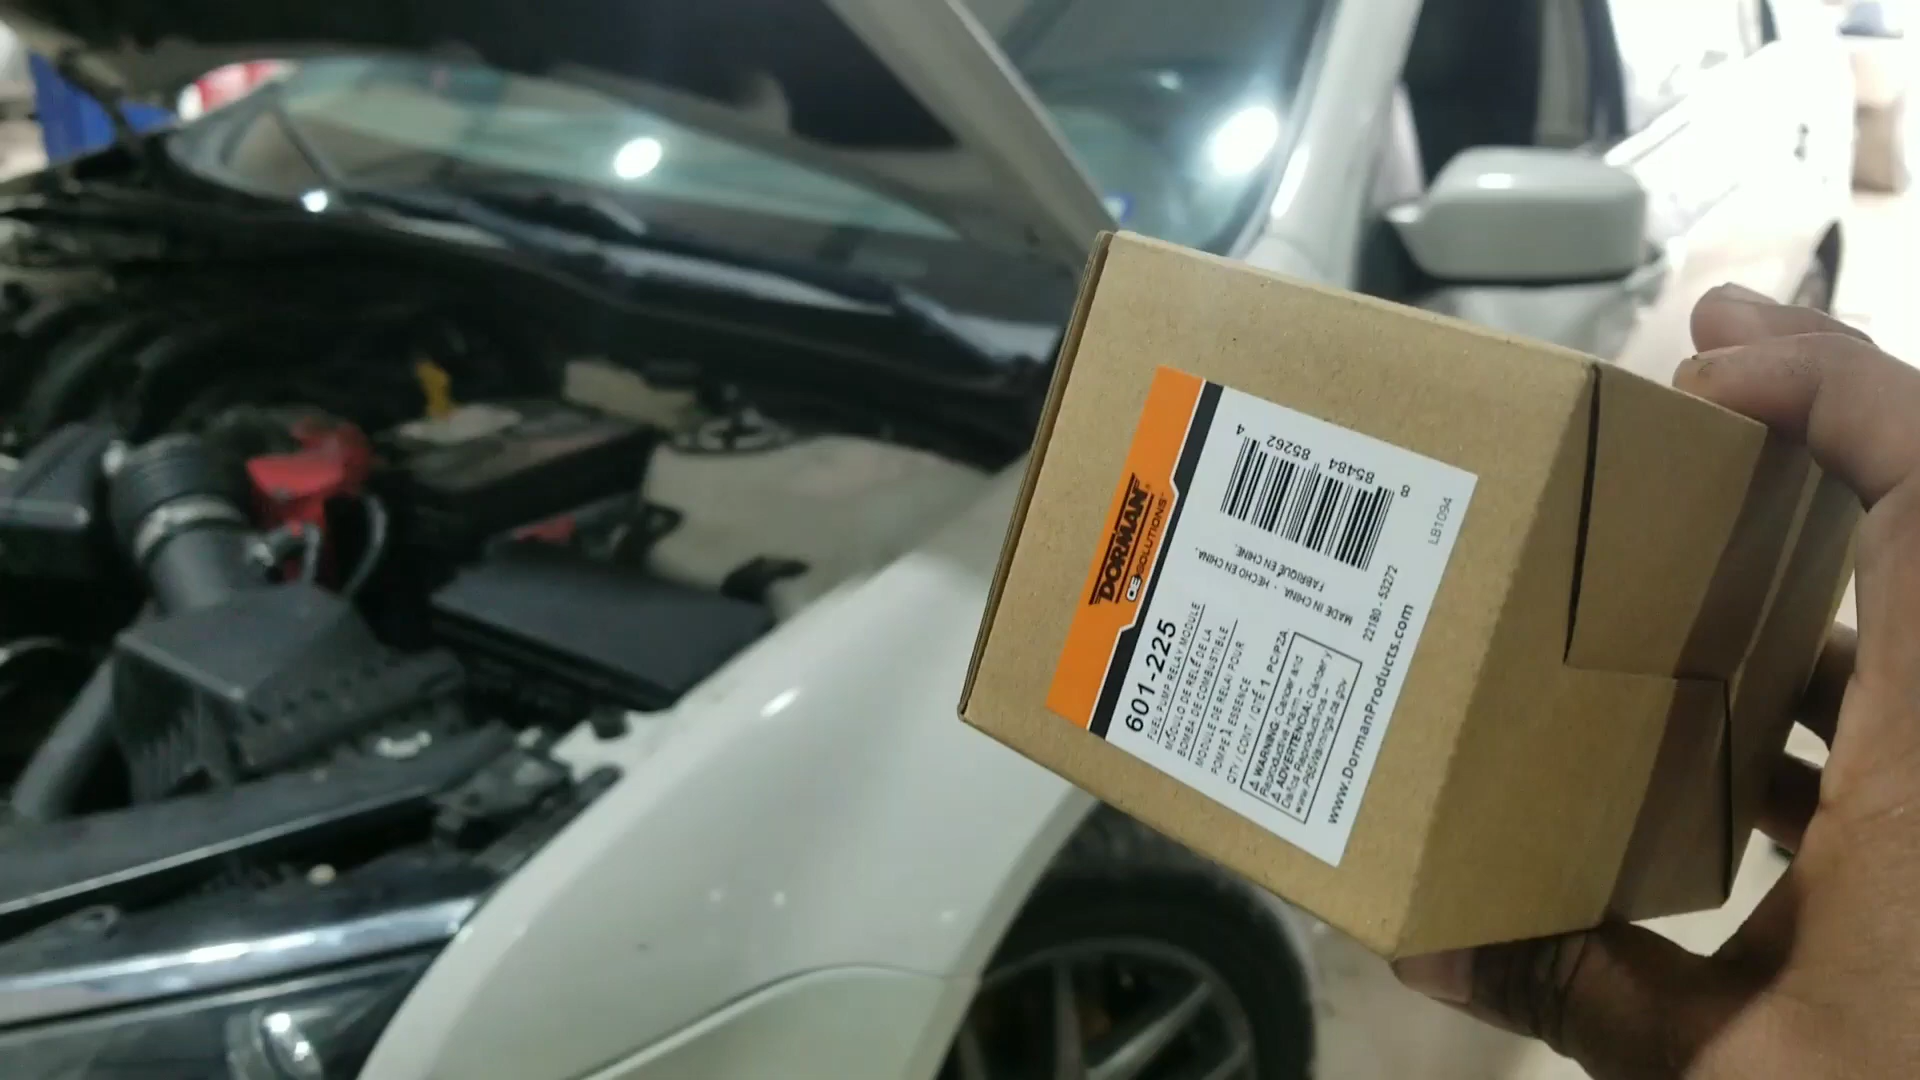 DORMAN
OE SOLUTIONS
601-225
FUEL PUMP RELAY MODULE
MÓDULO DE RELÉ DE LA
BOMBA DE COMBUSTIBLE
MODULE DE RELAI POUR
POMPE À ESSENCE
QTY / CONT / QTÉ 1 PC/PZA.
⚠ WARNING: Cancer and
Reproductive Harm –
⚠ ADVERTENCIA: Cáncer y
Daños Reproductivos –
www.P65Warnings.ca.gov
www.DormanProducts.com
MADE IN CHINA. • HECHO EN CHINA.
FABRIQUÉ EN CHINE.
22180 - 53272
8 85484 85262 4
LB1094